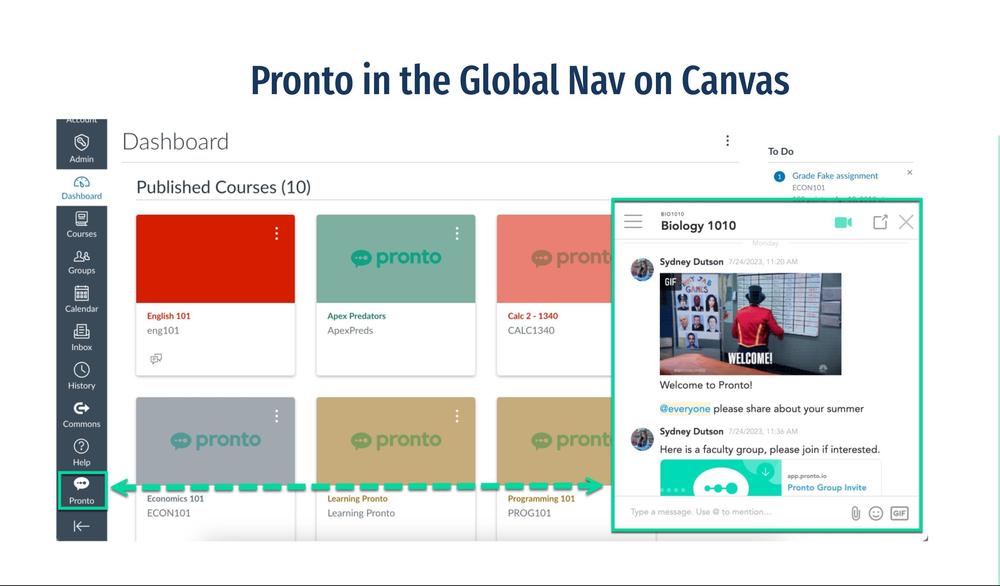 Pronto in the Global Nav on Canvas
Account
Admin
Dashboard
Courses
Groups
Calendar
Inbox
History
Commons
Help
Pronto
Dashboard
Published Courses (10)
pronto
pront
English 101
eng101
Apex Predators
ApexPreds
Calc 2 - 1340
CALC1340
pronto
pronto
pront
Economics 101
ECON101
Learning Pronto
Learning Pronto
Programming 101
PROG101
To Do
1 Grade Fake assignment
ECON101
BIO1010
Biology 1010
Monday
Sydney Dutson 7/24/2023, 11:20 AM
GIF
JIMMY JAB
GAMES
WELCOME!
Welcome to Pronto!
@everyone please share about your summer
Sydney Dutson 7/24/2023, 11:36 AM
Here is a faculty group, please join if interested.
app.pronto.io
Pronto Group Invite
Type a message. Use @ to mention...
GIF